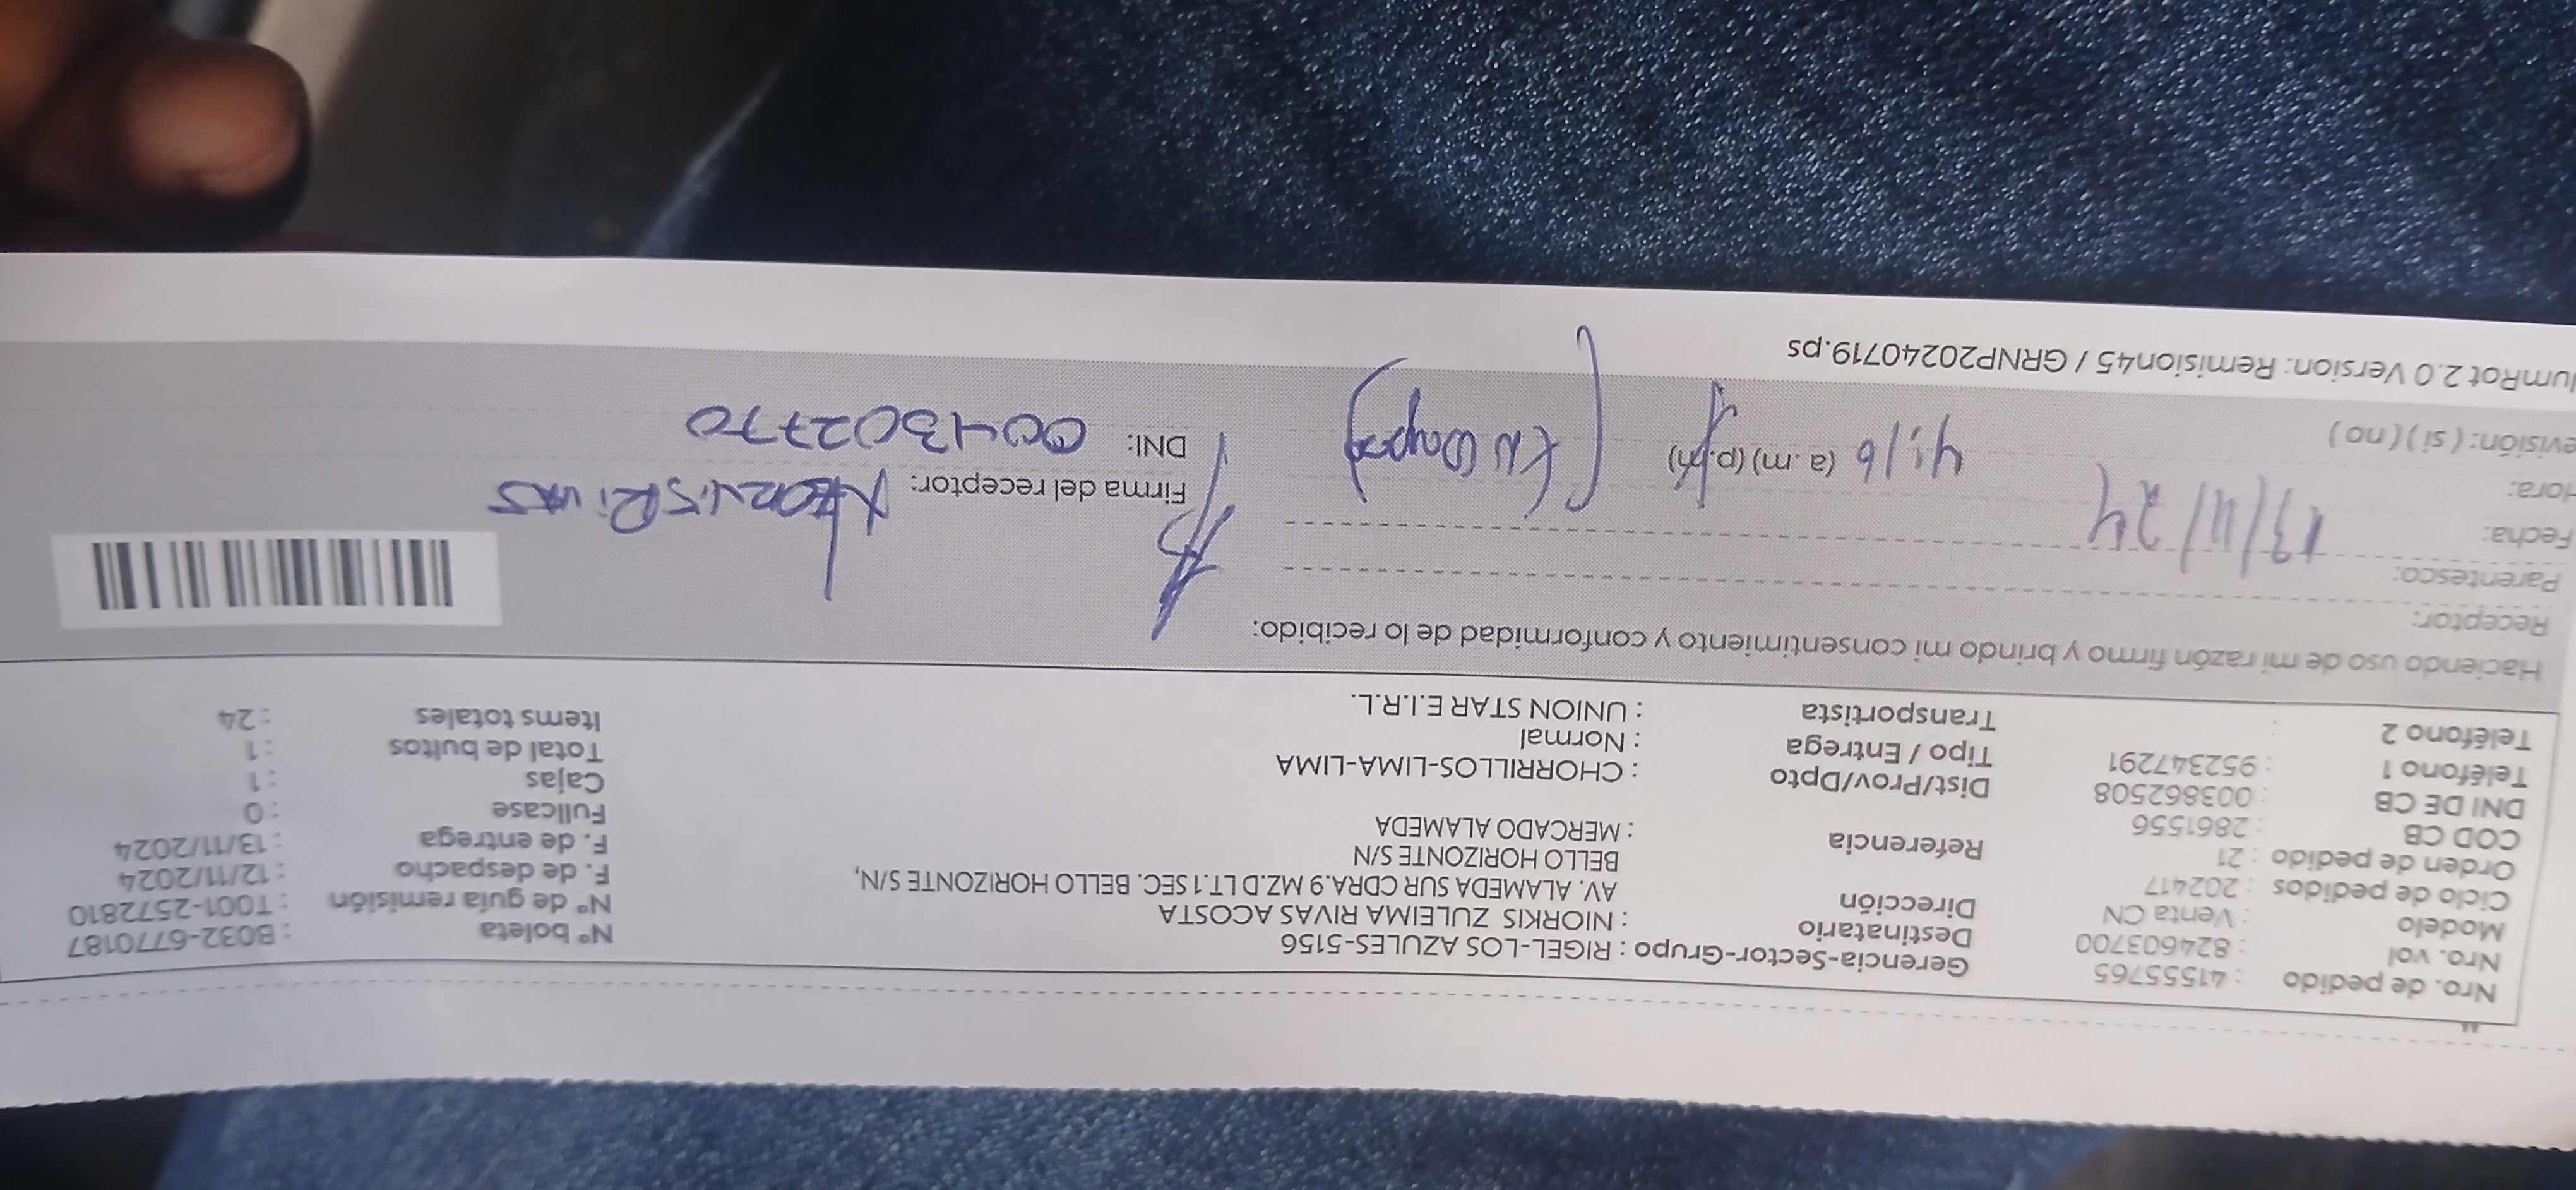 Nro. de pedido : 41555765
Nro. vol : 824603700
Modelo : Venta CN
Ciclo de pedidos : 202417
Orden de pedido : 21
COD CB : 2861556
DNI DE CB : 003862508
Teléfono 1 : 952347291
Teléfono 2 :
Gerencia-Sector-Grupo : RIGEL-LOS AZULES-5156
Destinatario : NIORKIS ZULEIMA RIVAS ACOSTA
Dirección AV. ALAMEDA SUR CDRA.9 MZ.D LT.1 SEC. BELLO HORIZONTE S/N,
BELLO HORIZONTE S/N
Referencia : MERCADO ALAMEDA
Dist/Prov/Dpto : CHORRILLOS-LIMA-LIMA
Tipo / Entrega : Normal
Transportista : UNION STAR E.I.R.L.
Nº boleta : B032-6770187
Nº de guía remisión : T001-2572810
F. de despacho : 12/11/2024
F. de entrega : 13/11/2024
Fullcase : 0
Cajas : 1
Total de bultos : 1
Items totales : 24
Haciendo uso de mi razón firmo y brindo mi consentimiento y conformidad de lo recibido:
Receptor:
Parentesco:
Fecha: 13/11/24
Hora: 4:16 (a.m) (p.m)
evisión: ( si ) ( no )
Firma del receptor:
DNI: 004302770
umRot 2.0 Version: Remision45 / GRNP20240719.ps